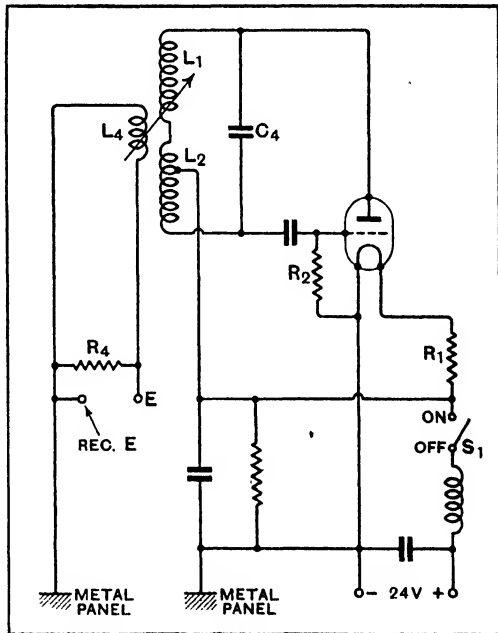 L1
L4
C4
L2
R2
R4
R1
E
ON
REC. E
OFF S1
METAL
PANEL
METAL
PANEL
- 24V +